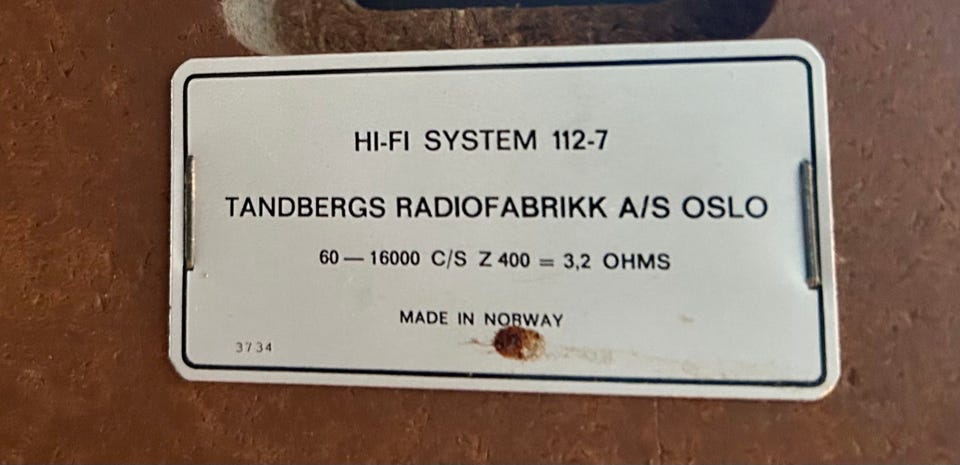 HI-FI SYSTEM 112-7
TANDBERGS RADIOFABRIKK A/S OSLO
60 — 16000 C/S Z 400 = 3,2 OHMS
MADE IN NORWAY
3734